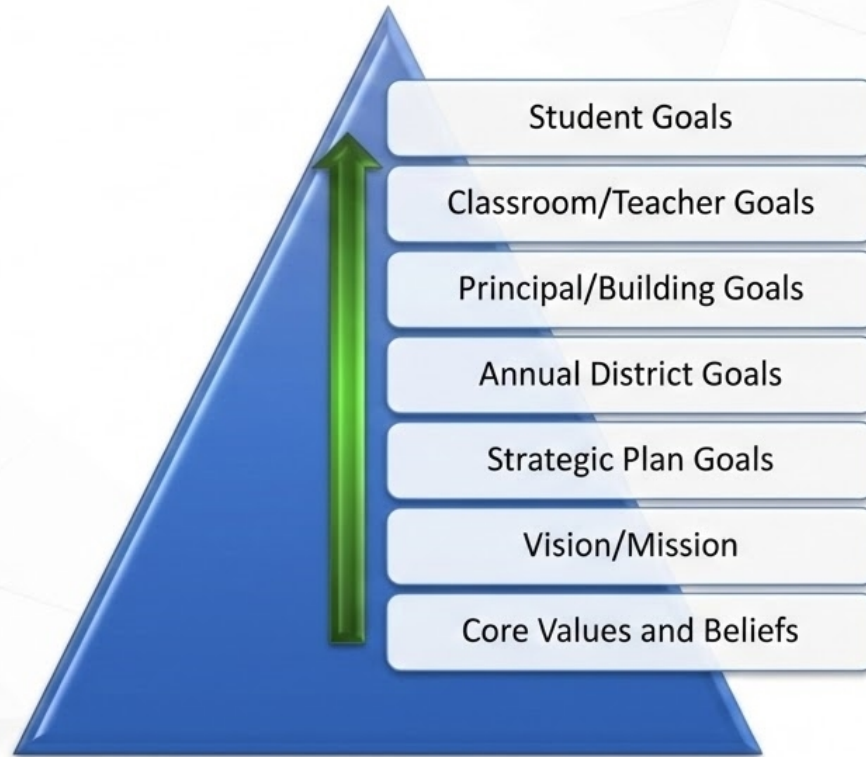 Student Goals
Classroom/Teacher Goals
Principal/Building Goals
Annual District Goals
Strategic Plan Goals
Vision/Mission
Core Values and Beliefs